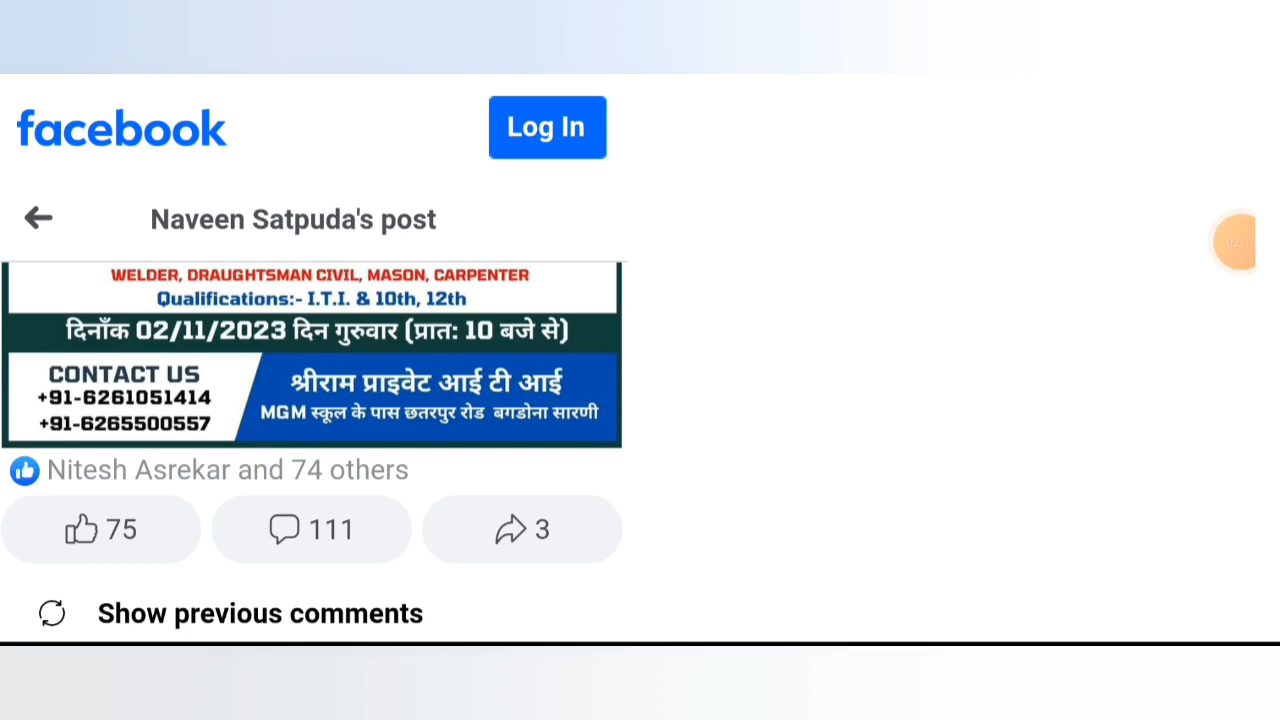 facebook
Log In
Naveen Satpuda's post
WELDER, DRAUGHTSMAN CIVIL, MASON, CARPENTER
Qualifications:- I.T.I. & 10th, 12th
दिनाँक 02/11/2023 दिन गुरुवार (प्रात: 10 बजे से)
CONTACT US
+91-6261051414
+91-6265500557
श्रीराम प्राइवेट आई टी आई
MGM स्कूल के पास छतरपुर रोड बगडोना सारणी
Nitesh Asrekar and 74 others
75
111
3
Show previous comments